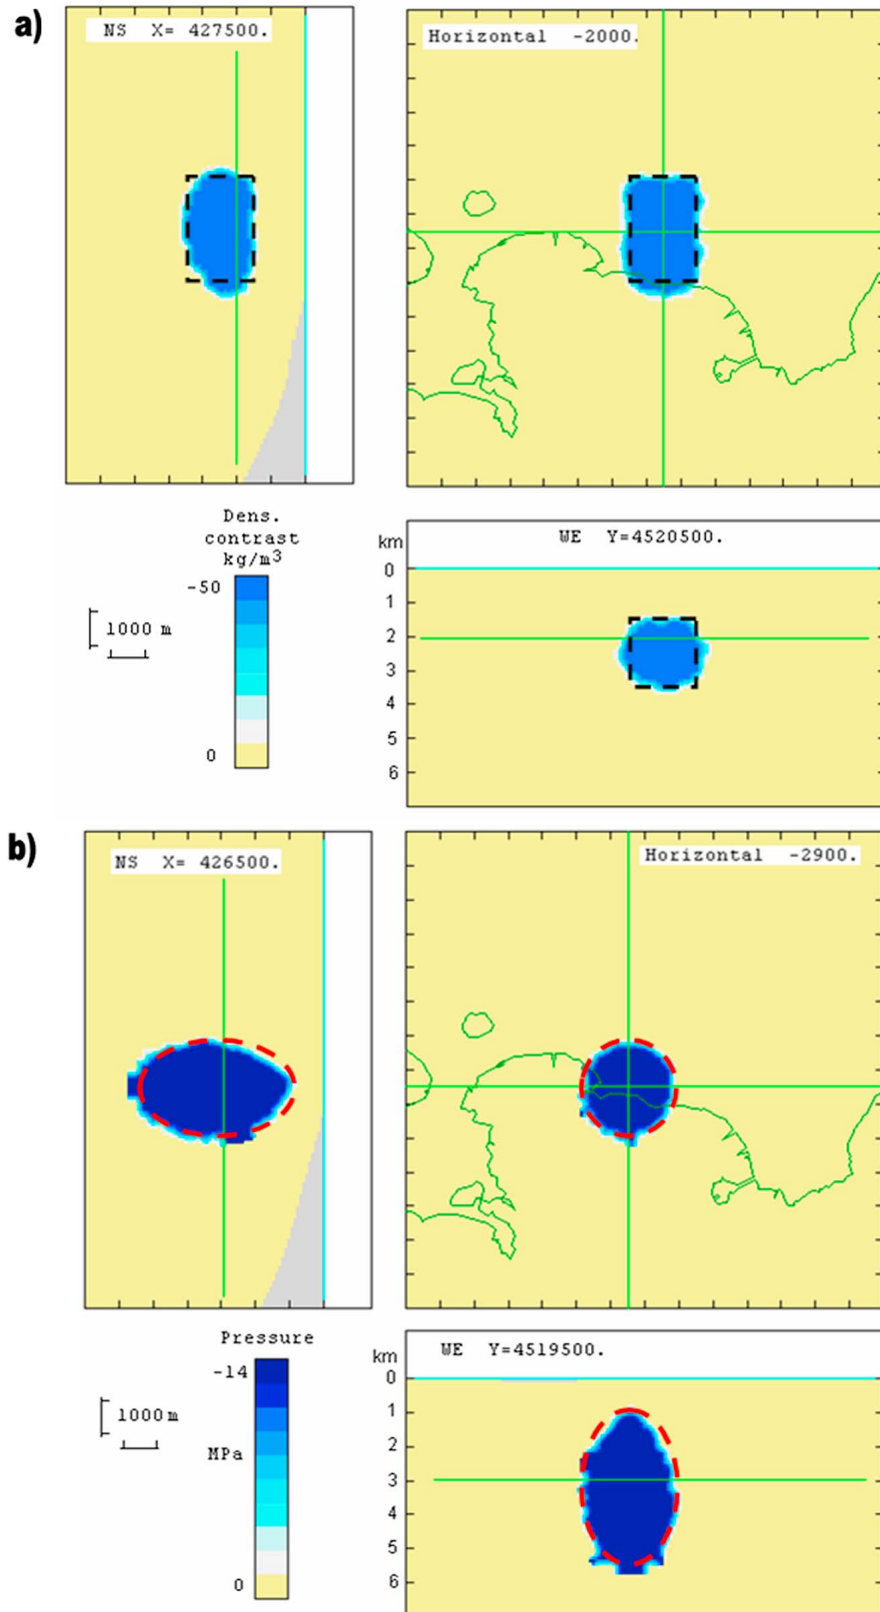 a)
NS X= 427500.
Horizontal -2000.
Dens.
contrast
kg/m3
-50
0
1000 m
km
WE Y=4520500.
0
1
2
3
4
5
6
b)
NS X= 426500.
Horizontal -2900.
Pressure
-14
MPa
0
1000 m
km
WE Y=4519500.
0
1
2
3
4
5
6